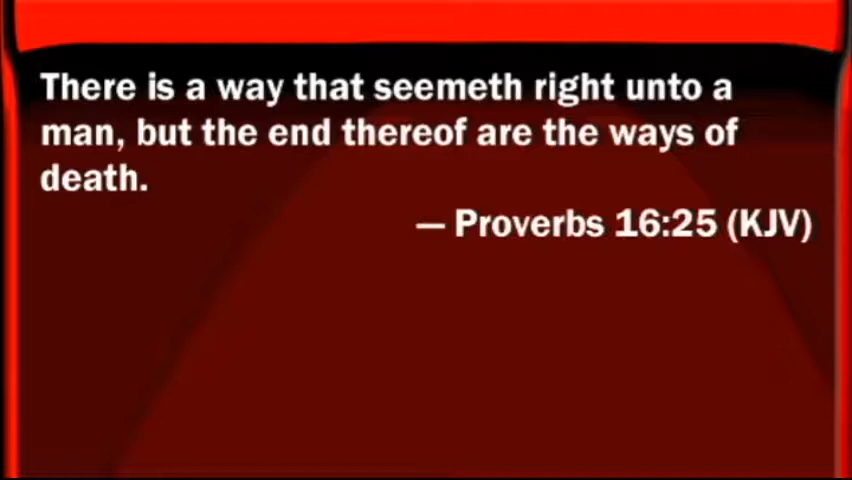 There is a way that seemeth right unto a
man, but the end thereof are the ways of
death.
— Proverbs 16:25 (KJV)